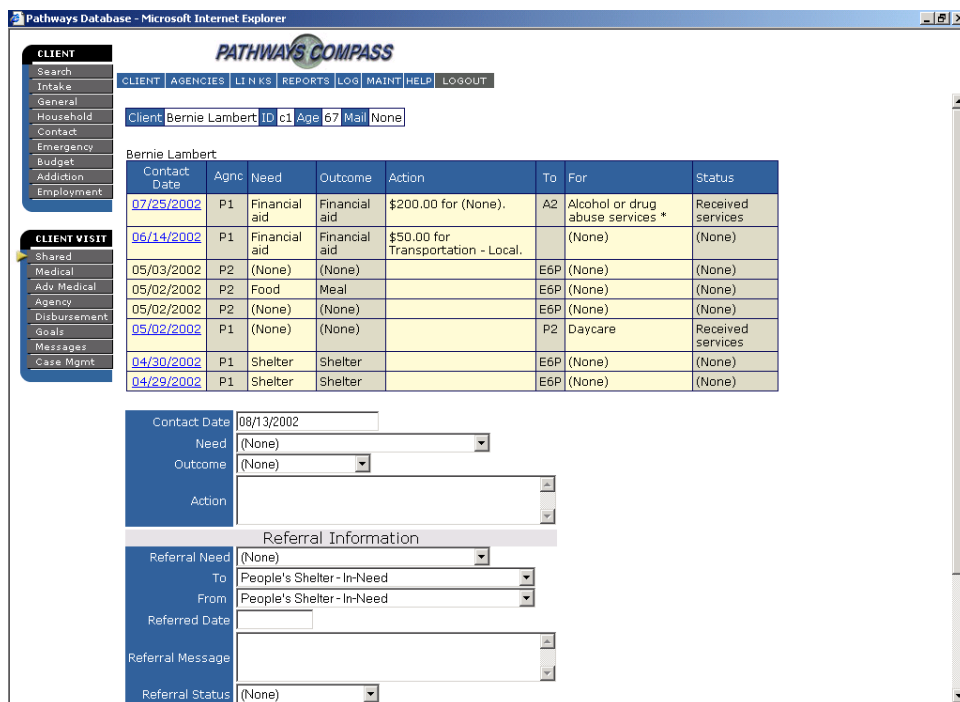 Pathways Database - Microsoft Internet Explorer
PATHWAYS COMPASS
CLIENT AGENCIES LINKS REPORTS LOG MAINT HELP LOGOUT
CLIENT
Search
Intake
General
Household
Contact
Emergency
Budget
Addiction
Employment
CLIENT VISIT
Shared
Medical
Adv Medical
Agency
Disbursement
Goals
Messages
Case Mgmt
Client Bernie Lambert ID c1 Age 67 Mail None
Bernie Lambert
Contact Date Agnc Need Outcome Action To For Status
07/25/2002 P1 Financial aid Financial aid $200.00 for (None). A2 Alcohol or drug abuse services * Received services
06/14/2002 P1 Financial aid Financial aid $50.00 for Transportation - Local. (None) (None)
05/03/2002 P2 (None) (None) E6P (None) (None)
05/02/2002 P2 Food Meal E6P (None) (None)
05/02/2002 P2 (None) (None) E6P (None) (None)
05/02/2002 P1 (None) (None) P2 Daycare Received services
04/30/2002 P1 Shelter Shelter E6P (None) (None)
04/29/2002 P1 Shelter Shelter E6P (None) (None)
Contact Date 08/13/2002
Need (None)
Outcome (None)
Action
Referral Information
Referral Need (None)
To People's Shelter - In-Need
From People's Shelter - In-Need
Referred Date
Referral Message
Referral Status (None)